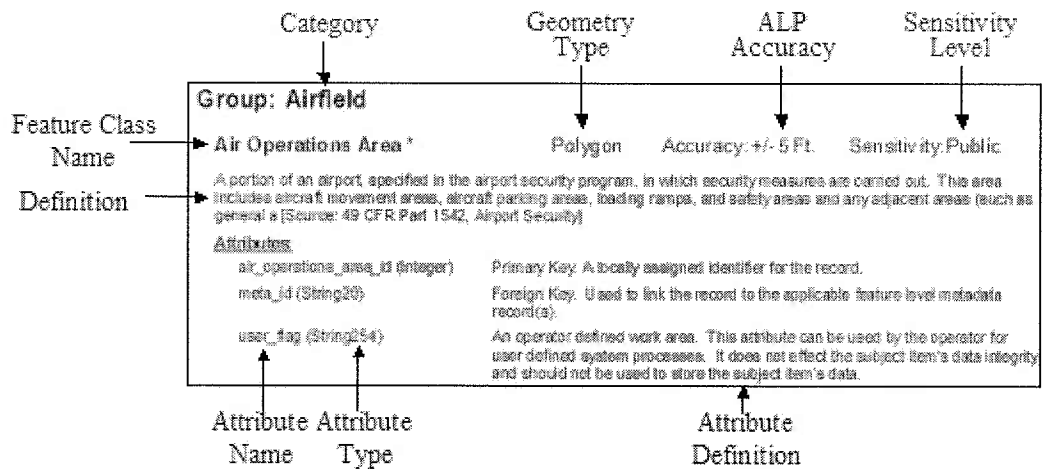 Category
Geometry Type
ALP Accuracy
Sensitivity Level
Group: Airfield
Feature Class Name
Air Operations Area *
Polygon
Accuracy:+/- 5 Ft.
Sensitivity:Public
Definition
A portion of an airport, specified in the airport security program, in which security measures are carried out. This area
includes aircraft movement areas, aircraft parking areas, loading ramps, and safety areas and any adjacent areas (such as
general a [Source: 49 CFR Part 1542, Airport Security]
Attributes:
air_operations_area_id (Integer)
Primary Key. A locally assigned identifier for the record.
meta_id (String20)
Foreign Key. Used to link the record to the applicable feature level metadata
record(s).
user_flag (String254)
An operator defined work area. This attribute can be used by the operator for
user defined system processes. It does not effect the subject item's data integrity
and should not be used to store the subject item's data.
Attribute Name
Attribute Type
Attribute Definition